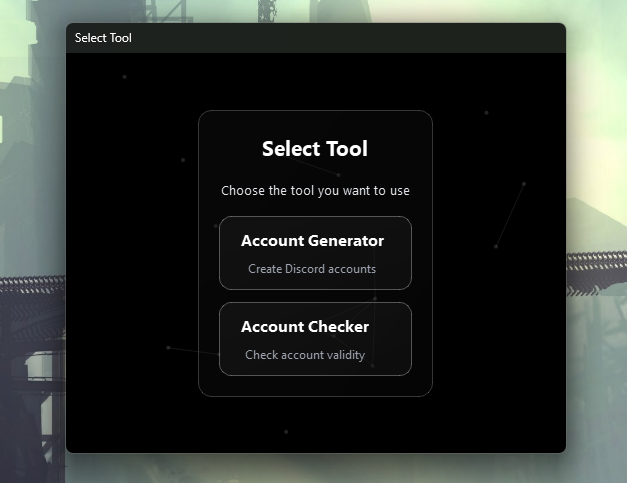 Select Tool
Select Tool
Choose the tool you want to use
Account Generator
Create Discord accounts
Account Checker
Check account validity